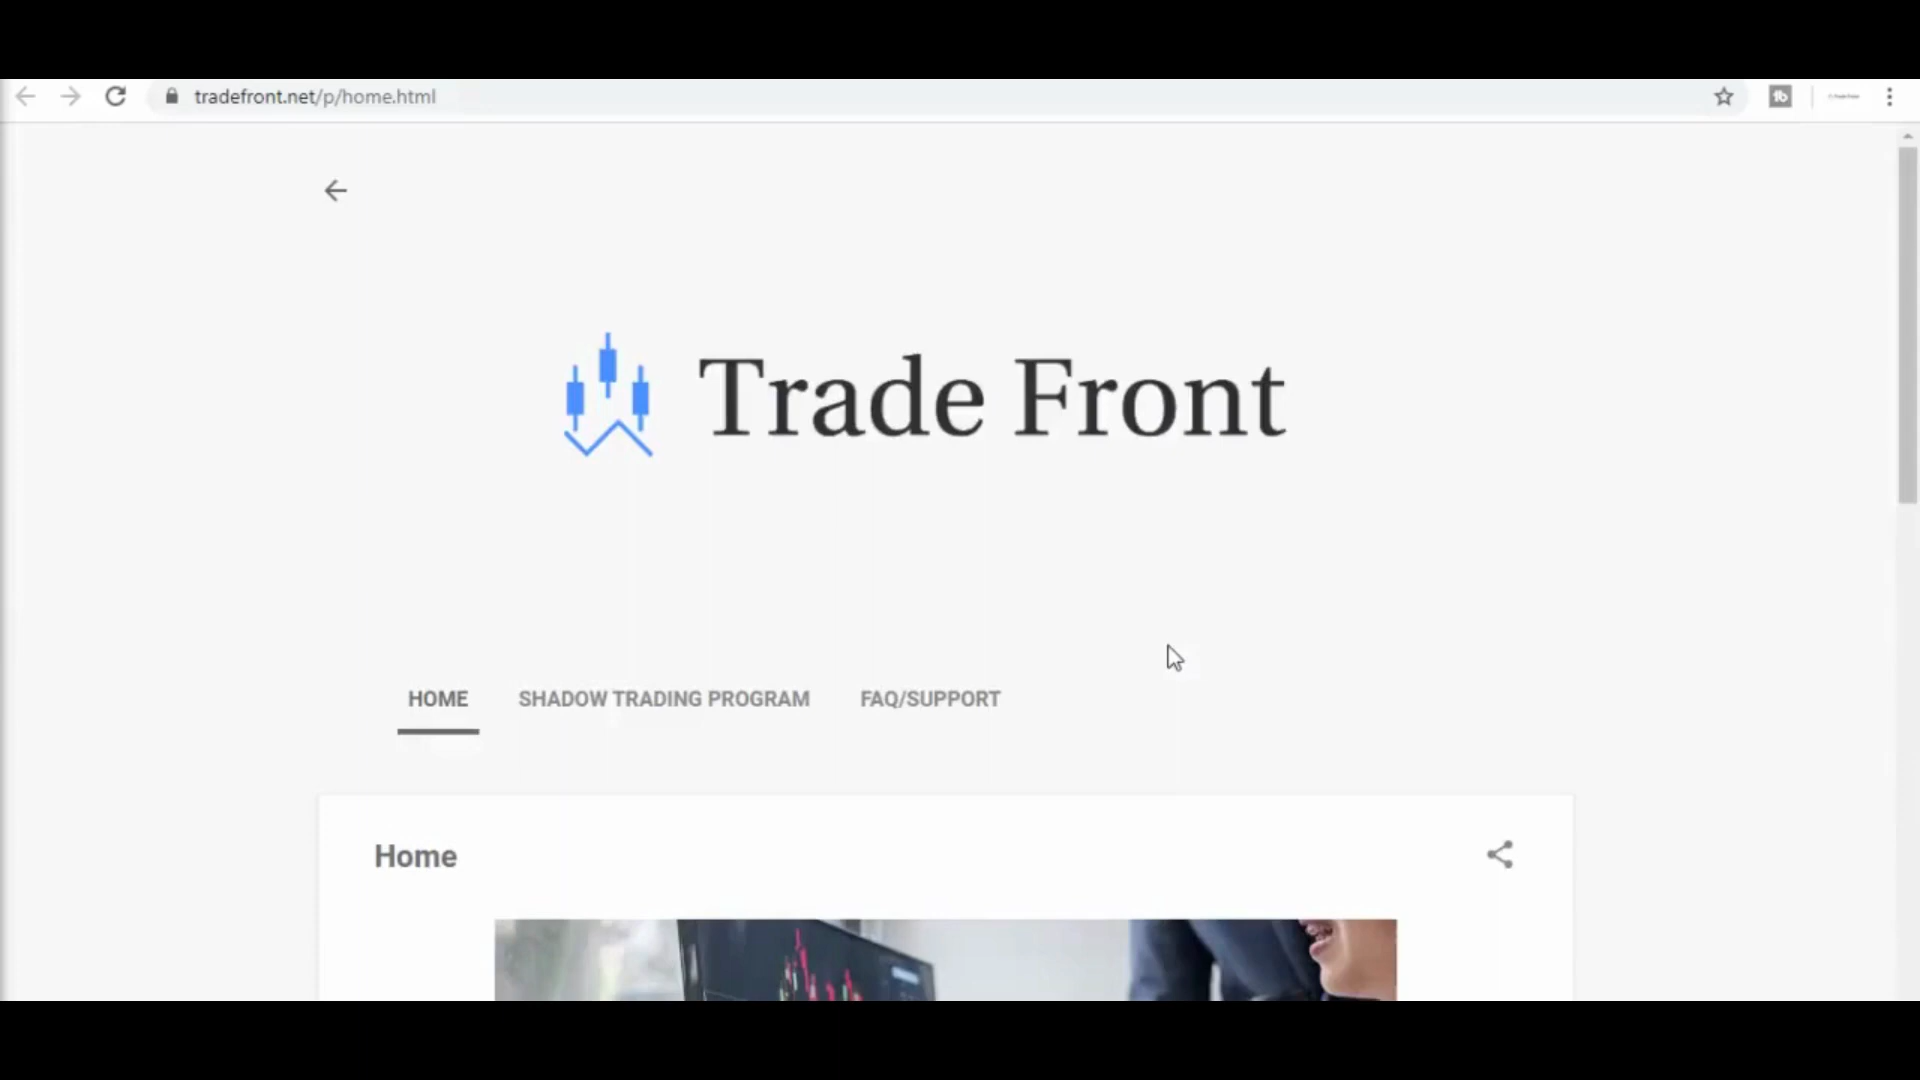 tradefront.net/p/home.html
Trade Front
HOME SHADOW TRADING PROGRAM FAQ/SUPPORT
Home